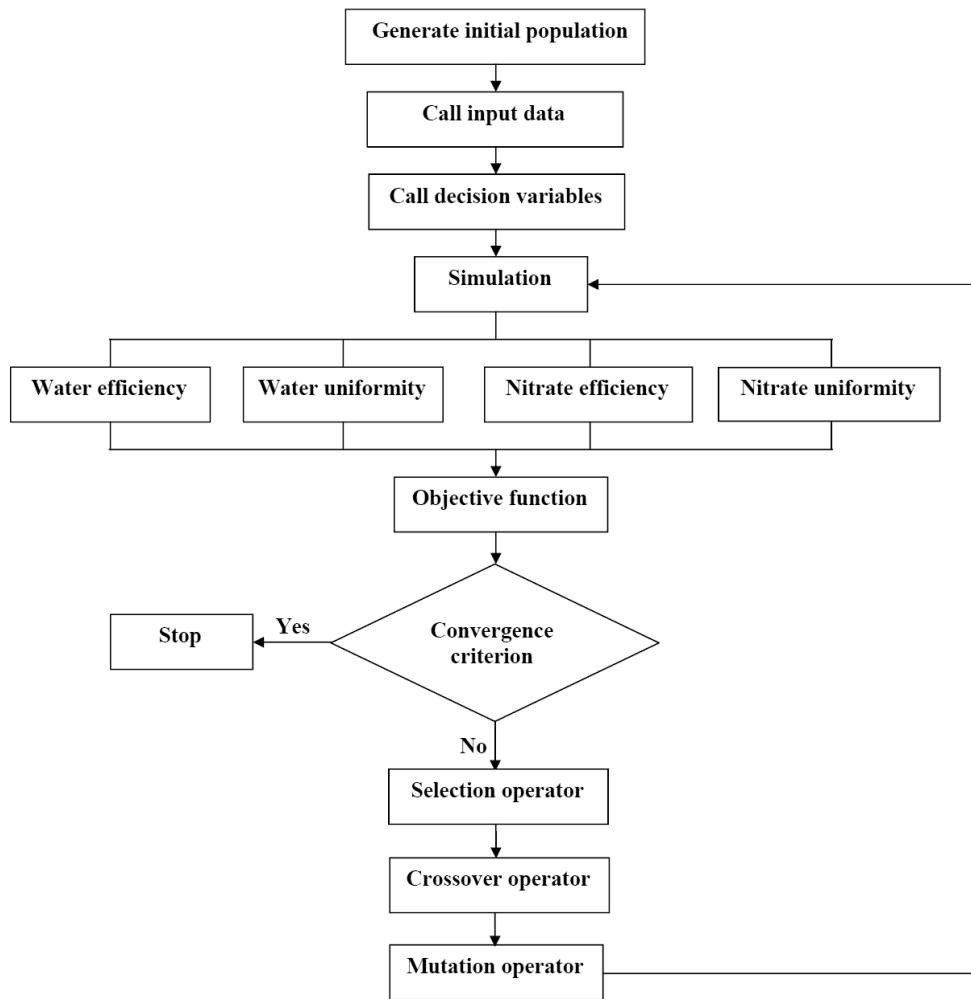 Generate initial population
Call input data
Call decision variables
Simulation
Water efficiency
Water uniformity
Nitrate efficiency
Nitrate uniformity
Objective function
Convergence
criterion
Yes
Stop
No
Selection operator
Crossover operator
Mutation operator